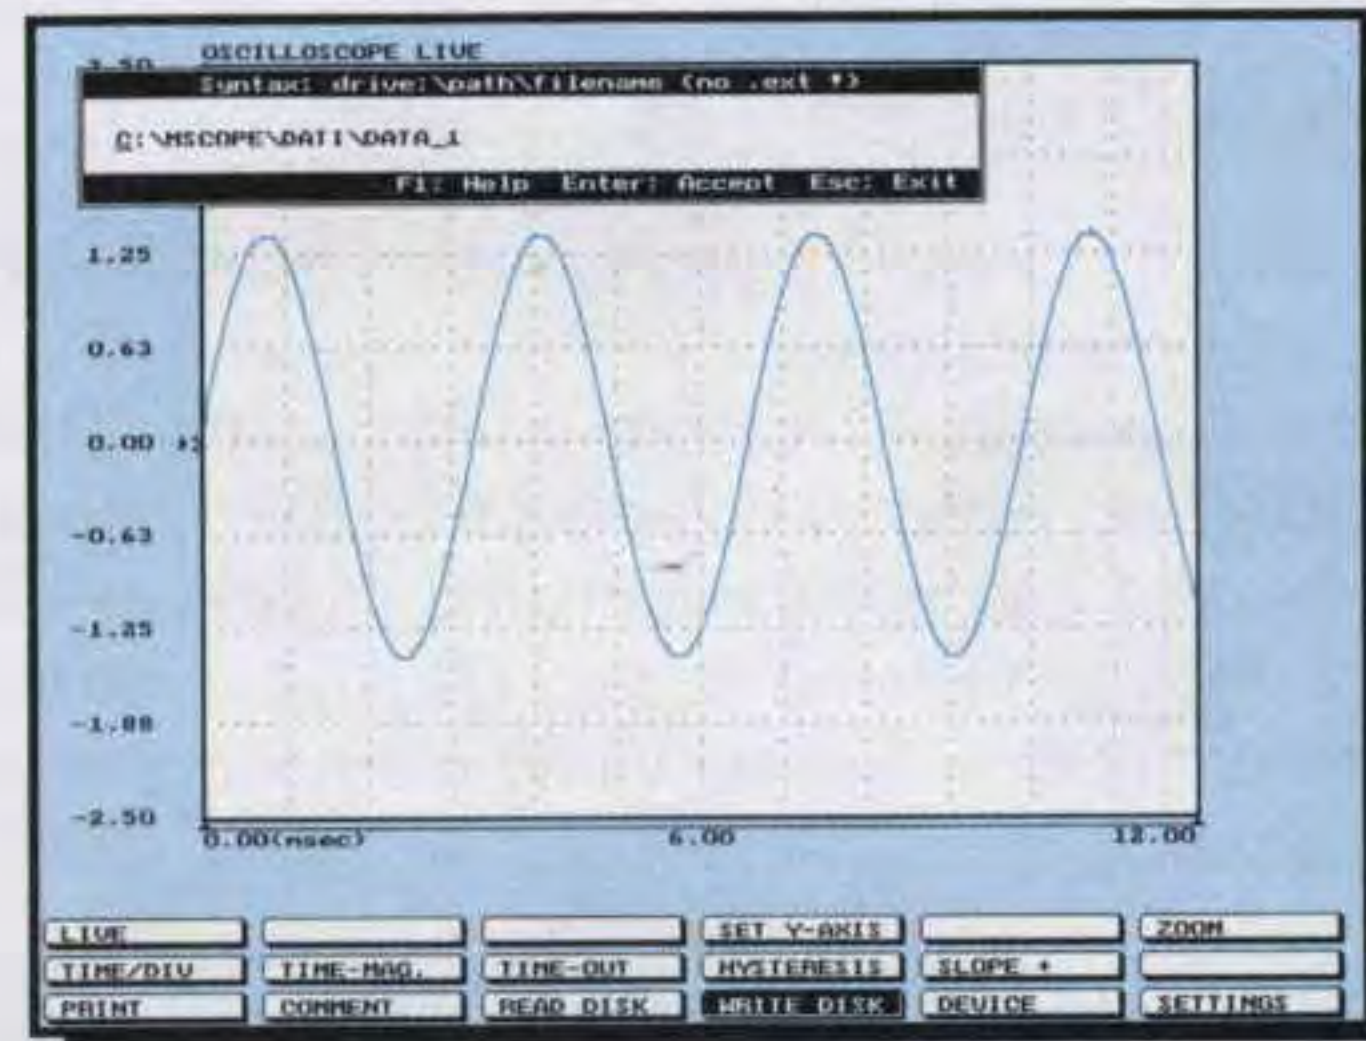 OSCILLOSCOPE LIVE
Syntax: drive:\path\filename (no .ext !)
C:\MSCOPE\DATI\DATA_1
F1: Help Enter: Accept Esc: Exit
1.25
0.63
0.00
-0.63
-1.25
-1.88
-2.50
0.00(msec) 6.00 12.00
LIVE SET Y-AXIS ZOOM
TIME/DIV TIME-MAG. TIME-OUT HYSTERESIS SLOPE +
PRINT COMMENT READ DISK WRITE DISK DEVICE SETTINGS